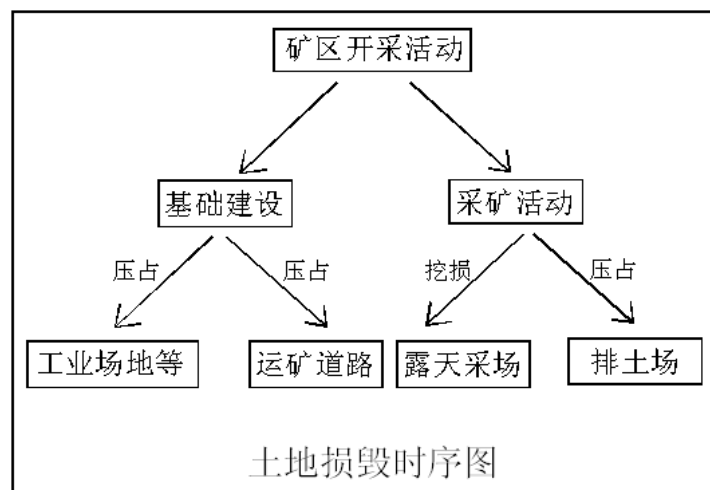 矿区开采活动
基础建设 采矿活动
压占 压占 挖损 压占
工业场地等 运矿道路 露天采场 排土场
土地损毁时序图